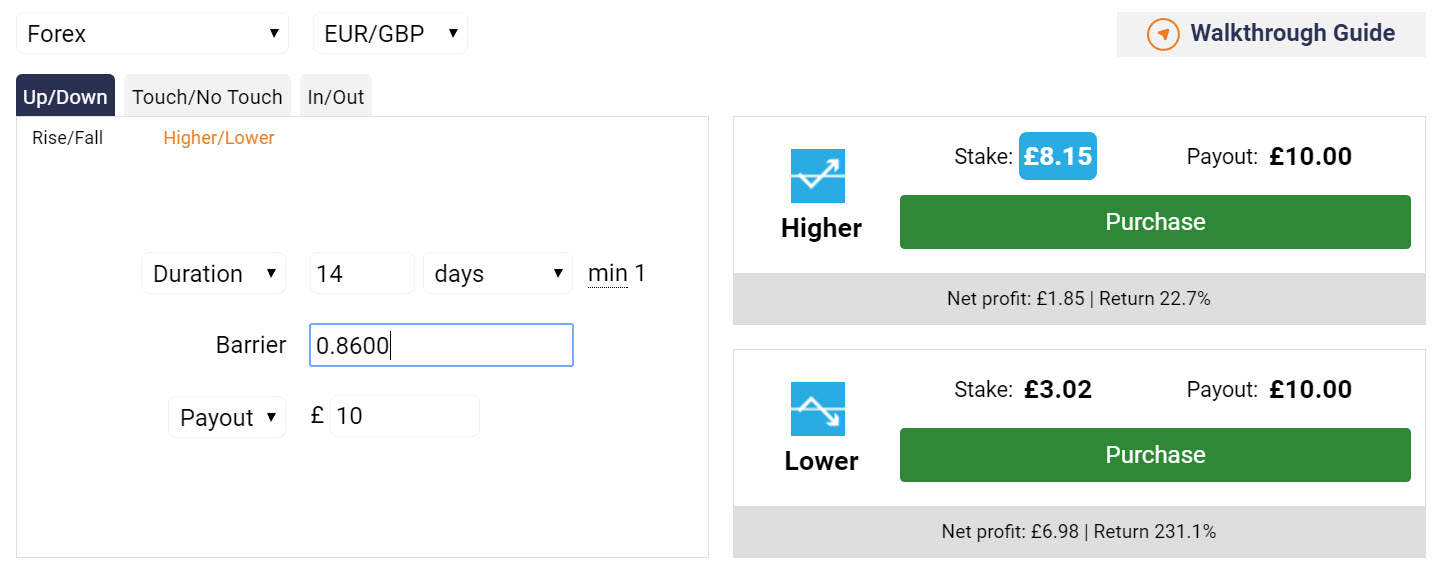 Forex EUR/GBP Walkthrough Guide
Up/Down Touch/No Touch In/Out
Rise/Fall Higher/Lower
Duration 14 days min 1
Barrier 0.8600
Payout £ 10
Stake: £8.15 Payout: £10.00
Purchase
Higher
Net profit: £1.85 | Return 22.7%
Stake: £3.02 Payout: £10.00
Purchase
Lower
Net profit: £6.98 | Return 231.1%